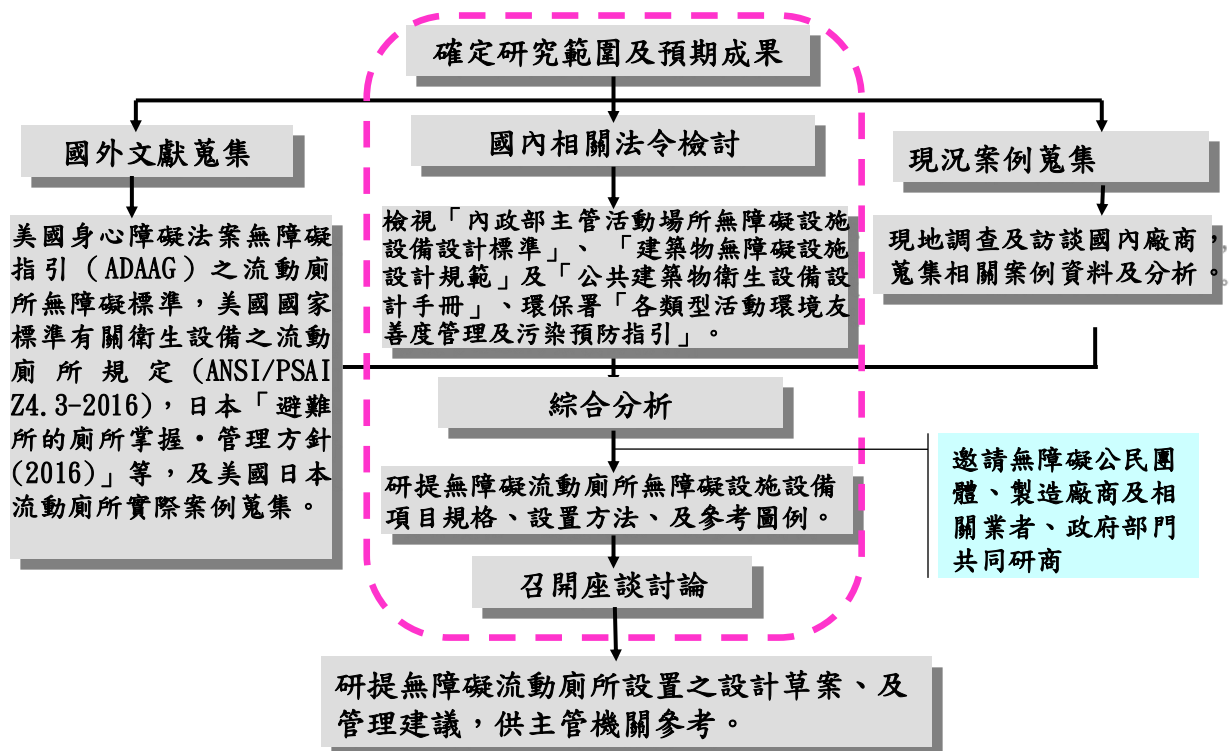 確定研究範圍及預期成果
國外文獻蒐集
國內相關法令檢討
現況案例蒐集
美國身心障礙法案無障礙
指引（ADAAG）之流動廁
所無障礙標準，美國國家
標準有關衛生設備之流動
廁所規定(ANSI/PSAI
Z4.3-2016)，日本「避難
所的廁所掌握・管理方針
(2016)」等，及美國日本
流動廁所實際案例蒐集。
檢視「內政部主管活動場所無障礙設施
設備設計標準」、「建築物無障礙設施
設計規範」及「公共建築物衛生設備設
計手冊」、環保署「各類型活動環境友
善度管理及污染預防指引」。
現地調查及訪談國內廠商，
蒐集相關案例資料及分析。
綜合分析
研提無障礙流動廁所無障礙設施設備
項目規格、設置方法、及參考圖例。
邀請無障礙公民團
體、製造廠商及相
關業者、政府部門
共同研商
召開座談討論
研提無障礙流動廁所設置之設計草案、及
管理建議，供主管機關參考。